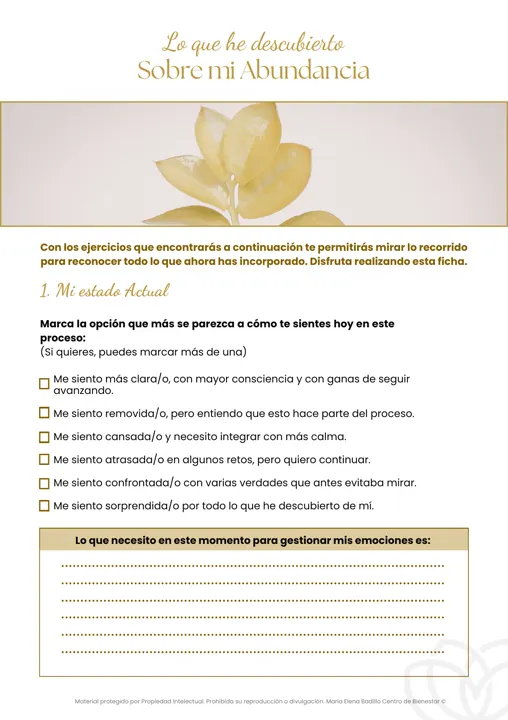 Lo que he descubierto
Sobre mi Abundancia
Con los ejercicios que encontrarás a continuación te permitirás mirar lo recorrido
para reconocer todo lo que ahora has incorporado. Disfruta realizando esta ficha.
1. Mi estado Actual
Marca la opción que más se parezca a cómo te sientes hoy en este
proceso:
(Si quieres, puedes marcar más de una)
Me siento más clara/o, con mayor consciencia y con ganas de seguir
avanzando.
Me siento removida/o, pero entiendo que esto hace parte del proceso.
Me siento cansada/o y necesito integrar con más calma.
Me siento atrasada/o en algunos retos, pero quiero continuar.
Me siento confrontada/o con varias verdades que antes evitaba mirar.
Me siento sorprendida/o por todo lo que he descubierto de mí.
Lo que necesito en este momento para gestionar mis emociones es:
Material protegido por Propiedad Intelectual. Prohibida su reproducción o divulgación. Maria Elena Badillo Centro de Bienestar ©